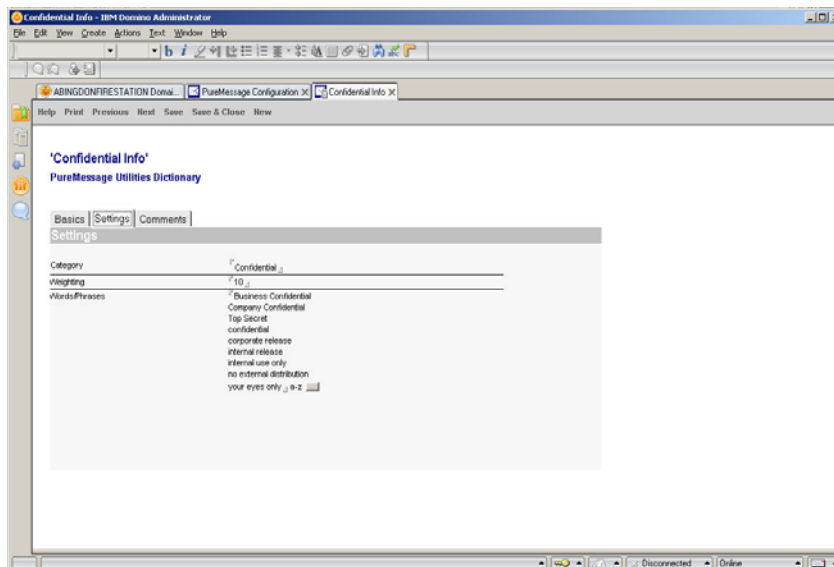 Confidential Info - IBM Domino Administrator
File Edit View Create Actions Text Window Help
ABINGDONFIRESTATION Domai... PureMessage Configuration Confidential Info
Help Print Previous Next Save Save & Close New
'Confidential Info'
PureMessage Utilities Dictionary
Basics Settings Comments
Settings
Category Confidential
Weighting 10
Words/Phrases Business Confidential
Company Confidential
Top Secret
confidential
corporate release
internal release
internal use only
no external distribution
your eyes only a-z
Disconnected Online